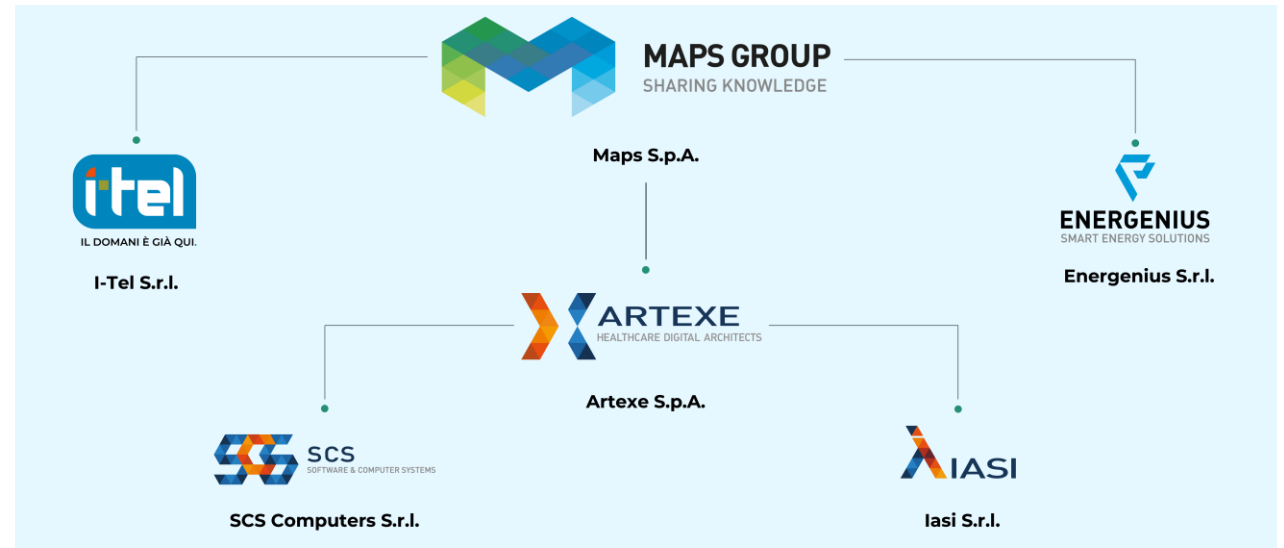 MAPS GROUP
SHARING KNOWLEDGE
Maps S.p.A.
i-tel
IL DOMANI È GIÀ QUI.
I-Tel S.r.l.
ENERGENIUS
SMART ENERGY SOLUTIONS
Energenius S.r.l.
ARTEXE
HEALTHCARE DIGITAL ARCHITECTS
Artexe S.p.A.
SCS
SCS
SOFTWARE & COMPUTER SYSTEMS
SCS Computers S.r.l.
IASI
Iasi S.r.l.